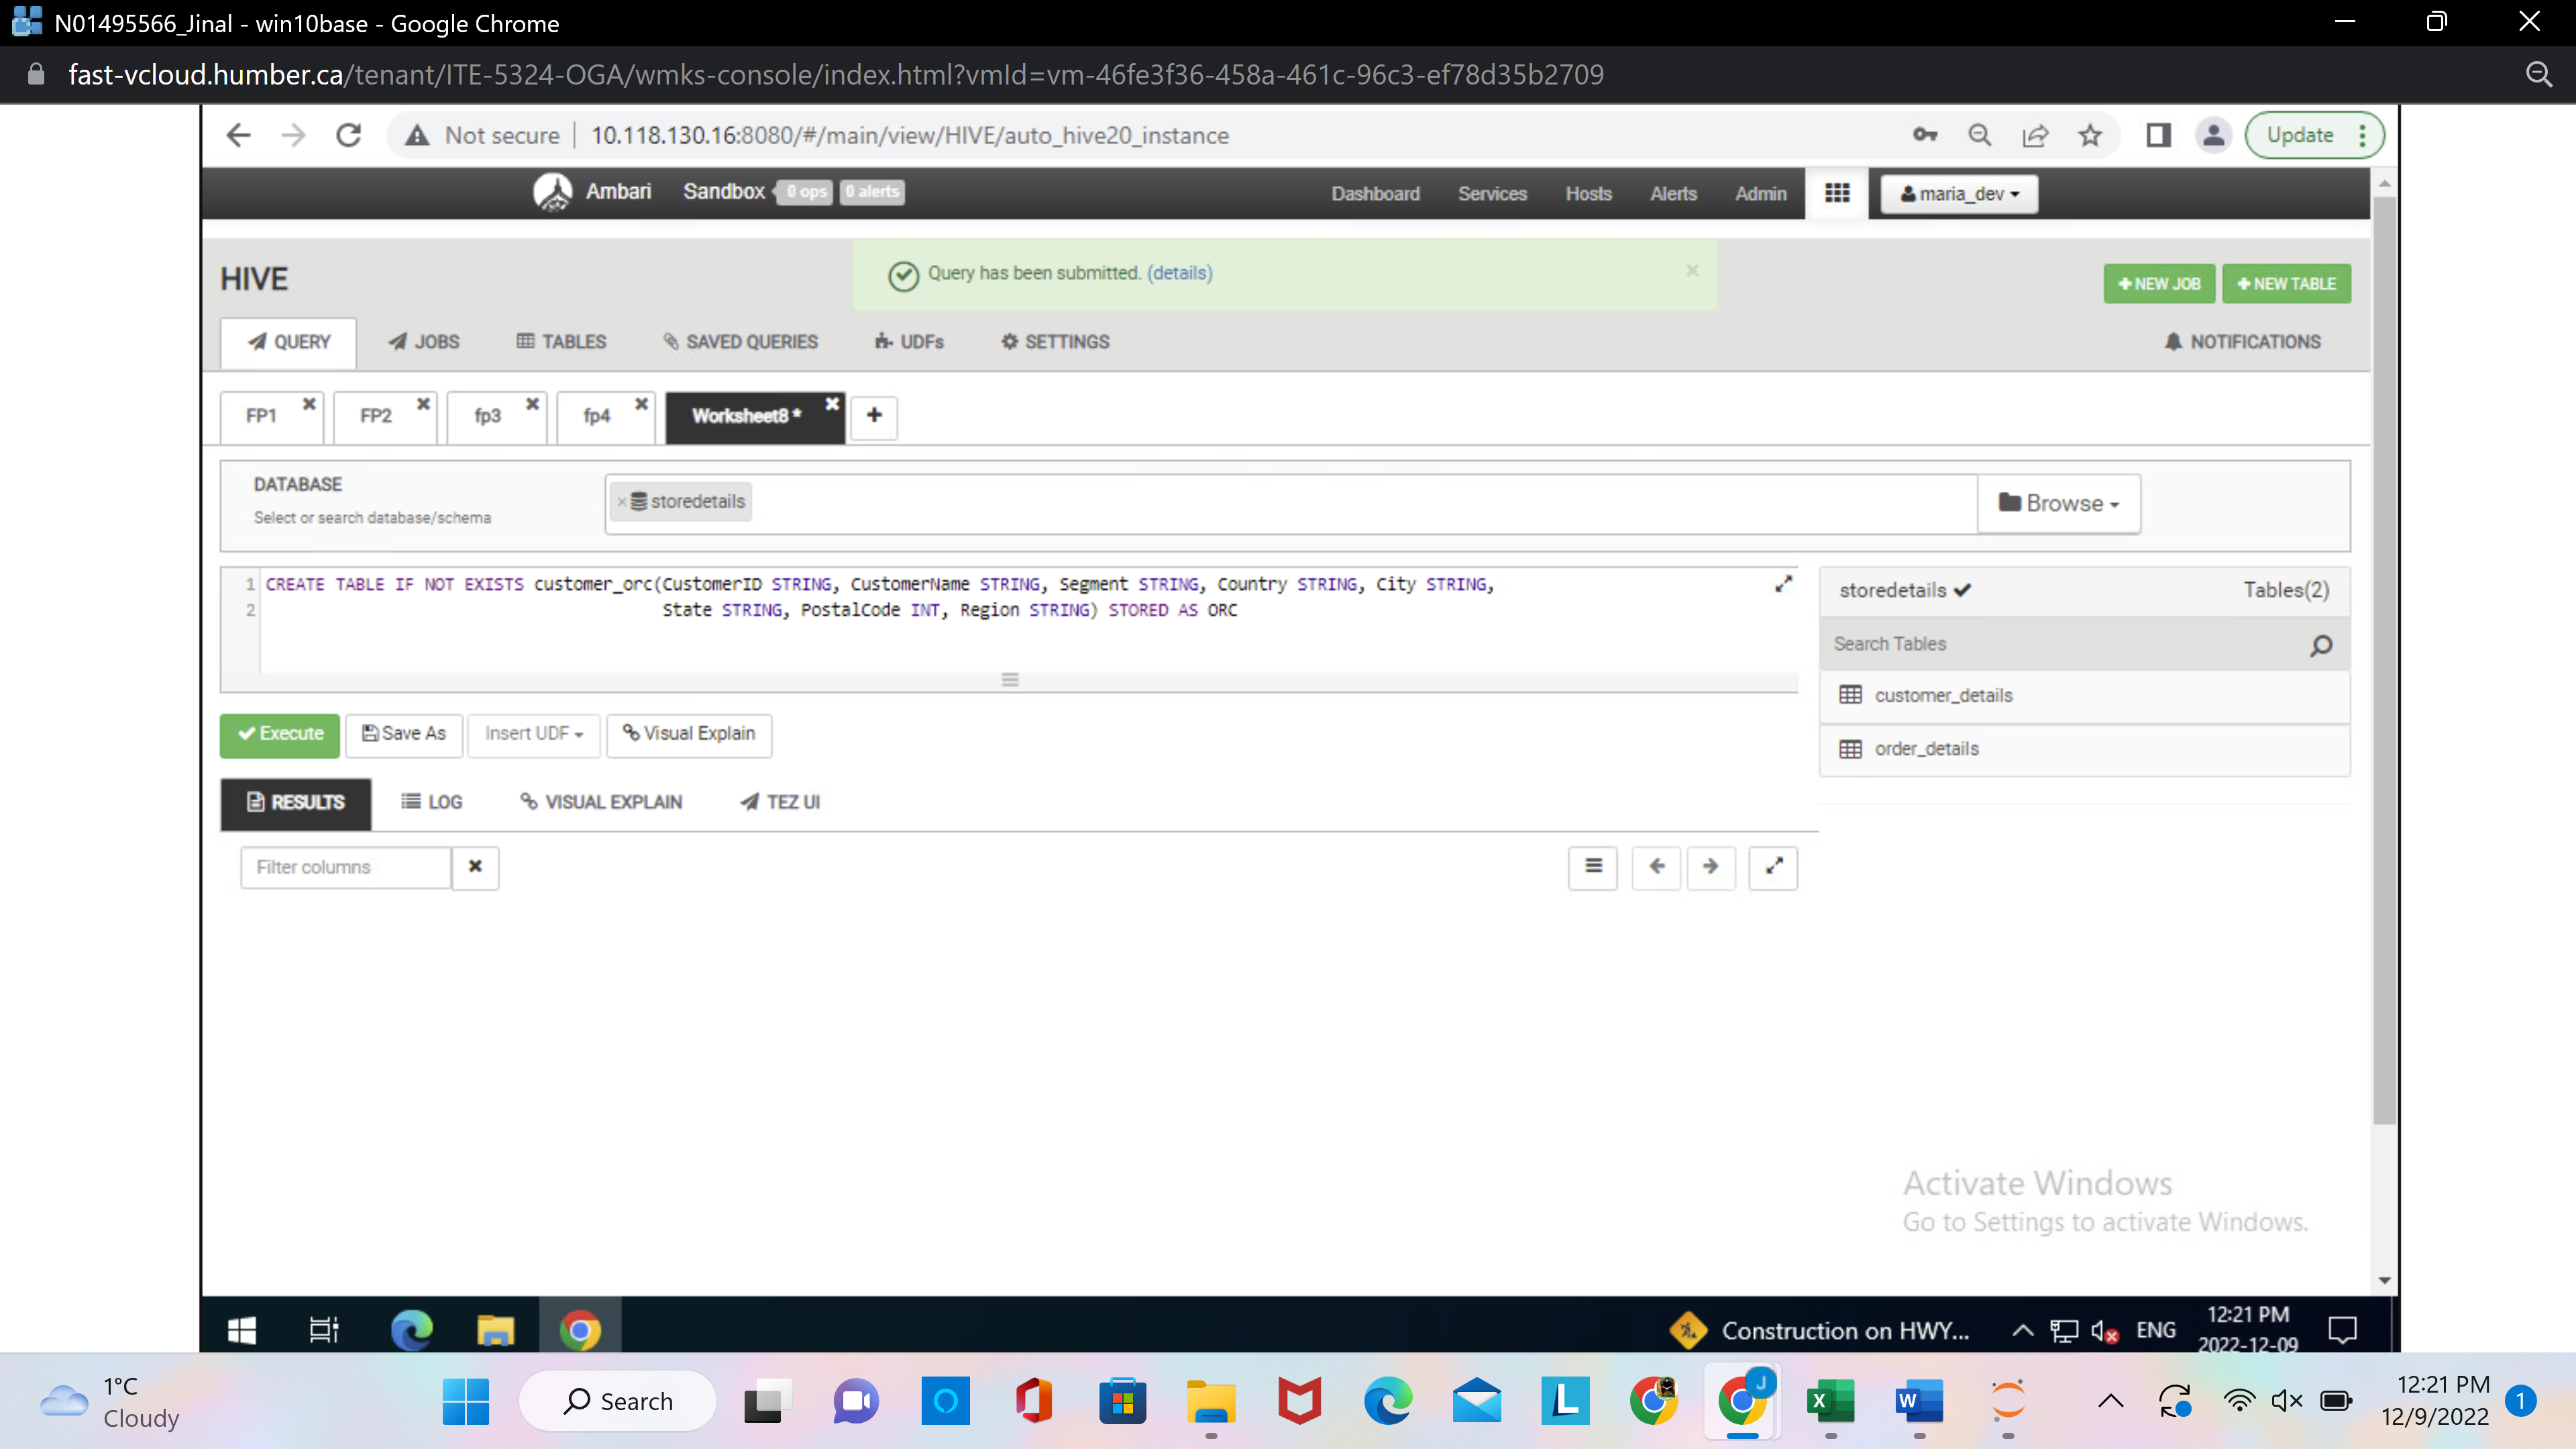 N01495566_Jinal - win10base - Google Chrome
fast-vcloud.humber.ca/tenant/ITE-5324-OGA/wmks-console/index.html?vmId=vm-46fe3f36-458a-461c-96c3-ef78d35b2709
Not secure 10.118.130.16:8080/#/main/view/HIVE/auto_hive20_instance Update
Ambari Sandbox 0 ops 0 alerts Dashboard Services Hosts Alerts Admin maria_dev
HIVE Query has been submitted. (details) × NEW JOB NEW TABLE
QUERY JOBS TABLES SAVED QUERIES UDFs SETTINGS NOTIFICATIONS
FP1 FP2 fp3 fp4 Worksheet8 * +
DATABASE
Select or search database/schema
× storedetails Browse
1 CREATE TABLE IF NOT EXISTS customer_orc(CustomerID STRING, CustomerName STRING, Segment STRING, Country STRING, City STRING,
2 State STRING, PostalCode INT, Region STRING) STORED AS ORC
storedetails Tables(2)
Search Tables
customer_details
order_details
Execute Save As Insert UDF Visual Explain
RESULTS LOG VISUAL EXPLAIN TEZ UI
Filter columns
Activate Windows
Go to Settings to activate Windows.
Construction on HWY... ENG 12:21 PM
2022-12-09
1°C
Cloudy
Search
12:21 PM
12/9/2022
1